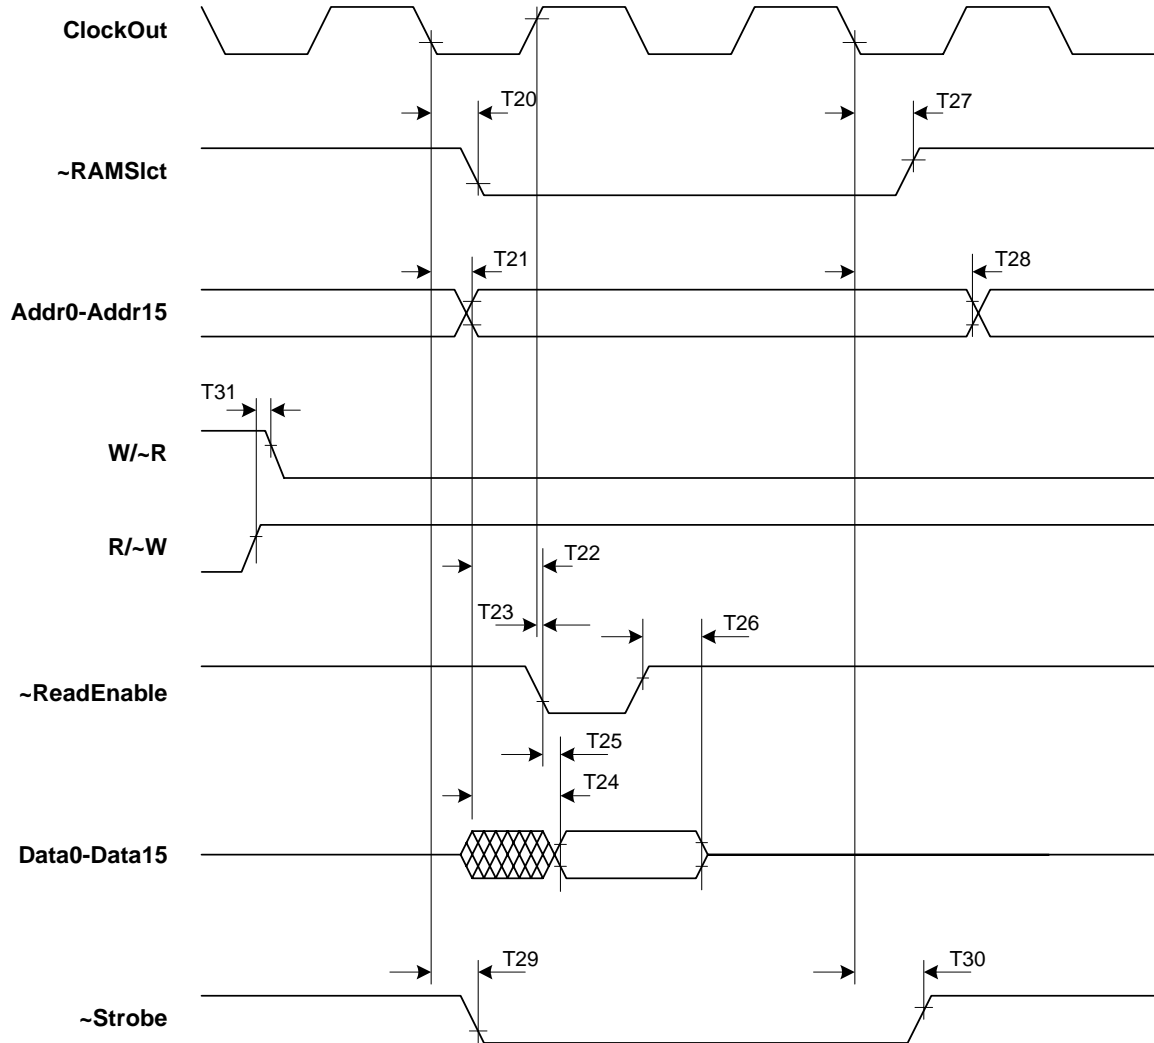 ClockOut
T20
T27
~RAMSlct
T21
T28
Addr0-Addr15
T31
W/~R
R/~W
T22
T23
T26
~ReadEnable
T25
T24
Data0-Data15
T29
T30
~Strobe